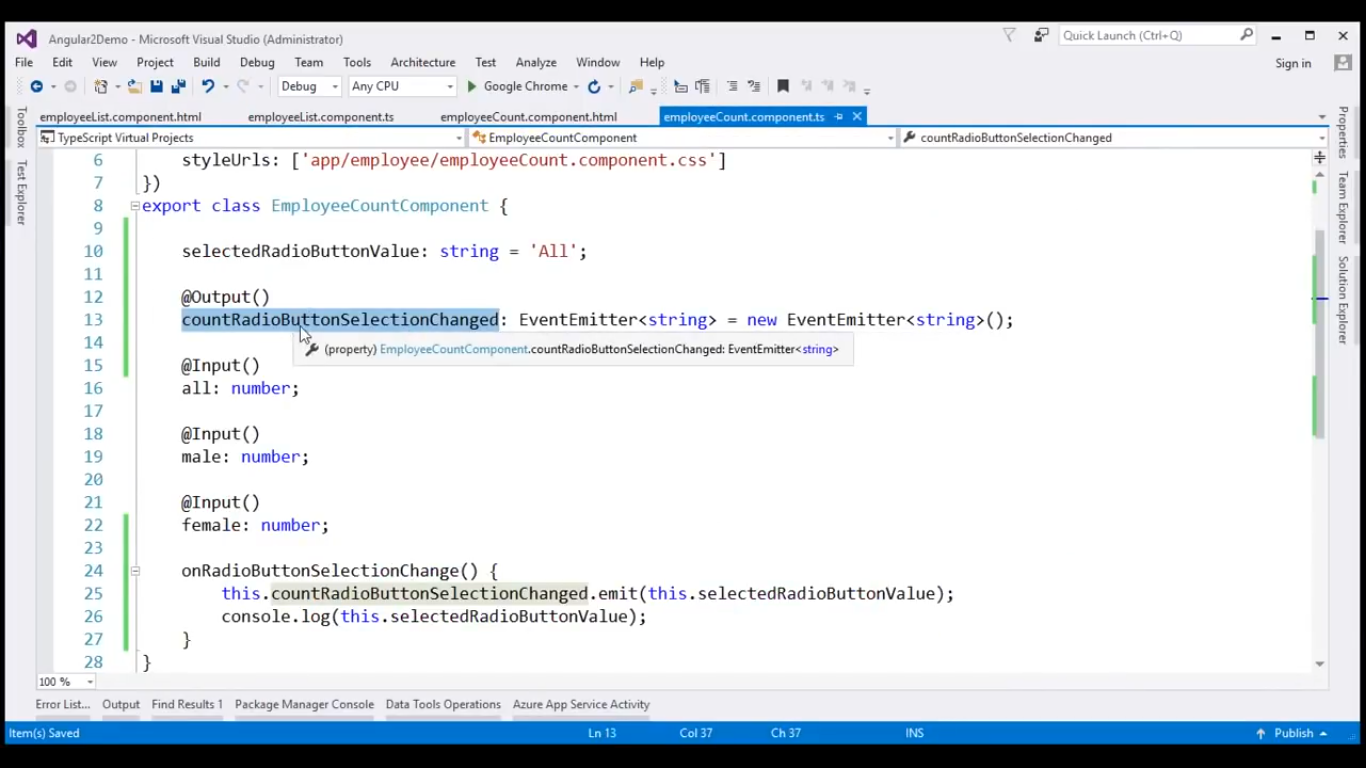 Angular2Demo - Microsoft Visual Studio (Administrator)
Quick Launch (Ctrl+Q)
File Edit View Project Build Debug Team Tools Architecture Test Analyze Window Help
Sign in
Debug Any CPU Google Chrome
employeeList.component.html employeeList.component.ts employeeCount.component.html employeeCount.component.ts
TypeScript Virtual Projects EmployeeCountComponent countRadioButtonSelectionChanged
Toolbox
Test Explorer
Properties
Team Explorer
Solution Explorer
6 styleUrls: ['app/employee/employeeCount.component.css']
7 })
8 export class EmployeeCountComponent {
9
10 selectedRadioButtonValue: string = 'All';
11
12 @Output()
13 countRadioButtonSelectionChanged: EventEmitter<string> = new EventEmitter<string>();
14 (property) EmployeeCountComponent.countRadioButtonSelectionChanged: EventEmitter<string>
15 @Input()
16 all: number;
17
18 @Input()
19 male: number;
20
21 @Input()
22 female: number;
23
24 onRadioButtonSelectionChange() {
25 this.countRadioButtonSelectionChanged.emit(this.selectedRadioButtonValue);
26 console.log(this.selectedRadioButtonValue);
27 }
28 }
100 %
Error List... Output Find Results 1 Package Manager Console Data Tools Operations Azure App Service Activity
Item(s) Saved Ln 13 Col 37 Ch 37 INS Publish